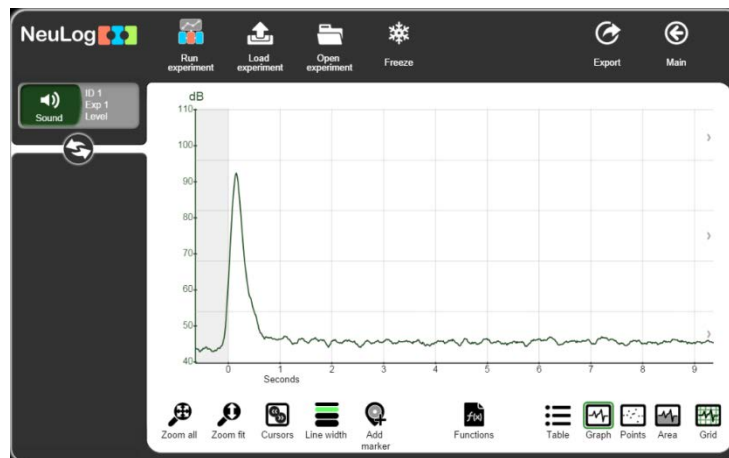 NeuLog
Run experiment
Load experiment
Open experiment
Freeze
Export
Main
Sound
ID 1
Exp 1
Level
dB
110
100
90
80
70
60
50
40
0 1 2 3 4 5 6 7 8 9
Seconds
Zoom all
Zoom fit
Cursors
Line width
Add marker
f(x)
Functions
Table
Graph
Points
Area
Grid